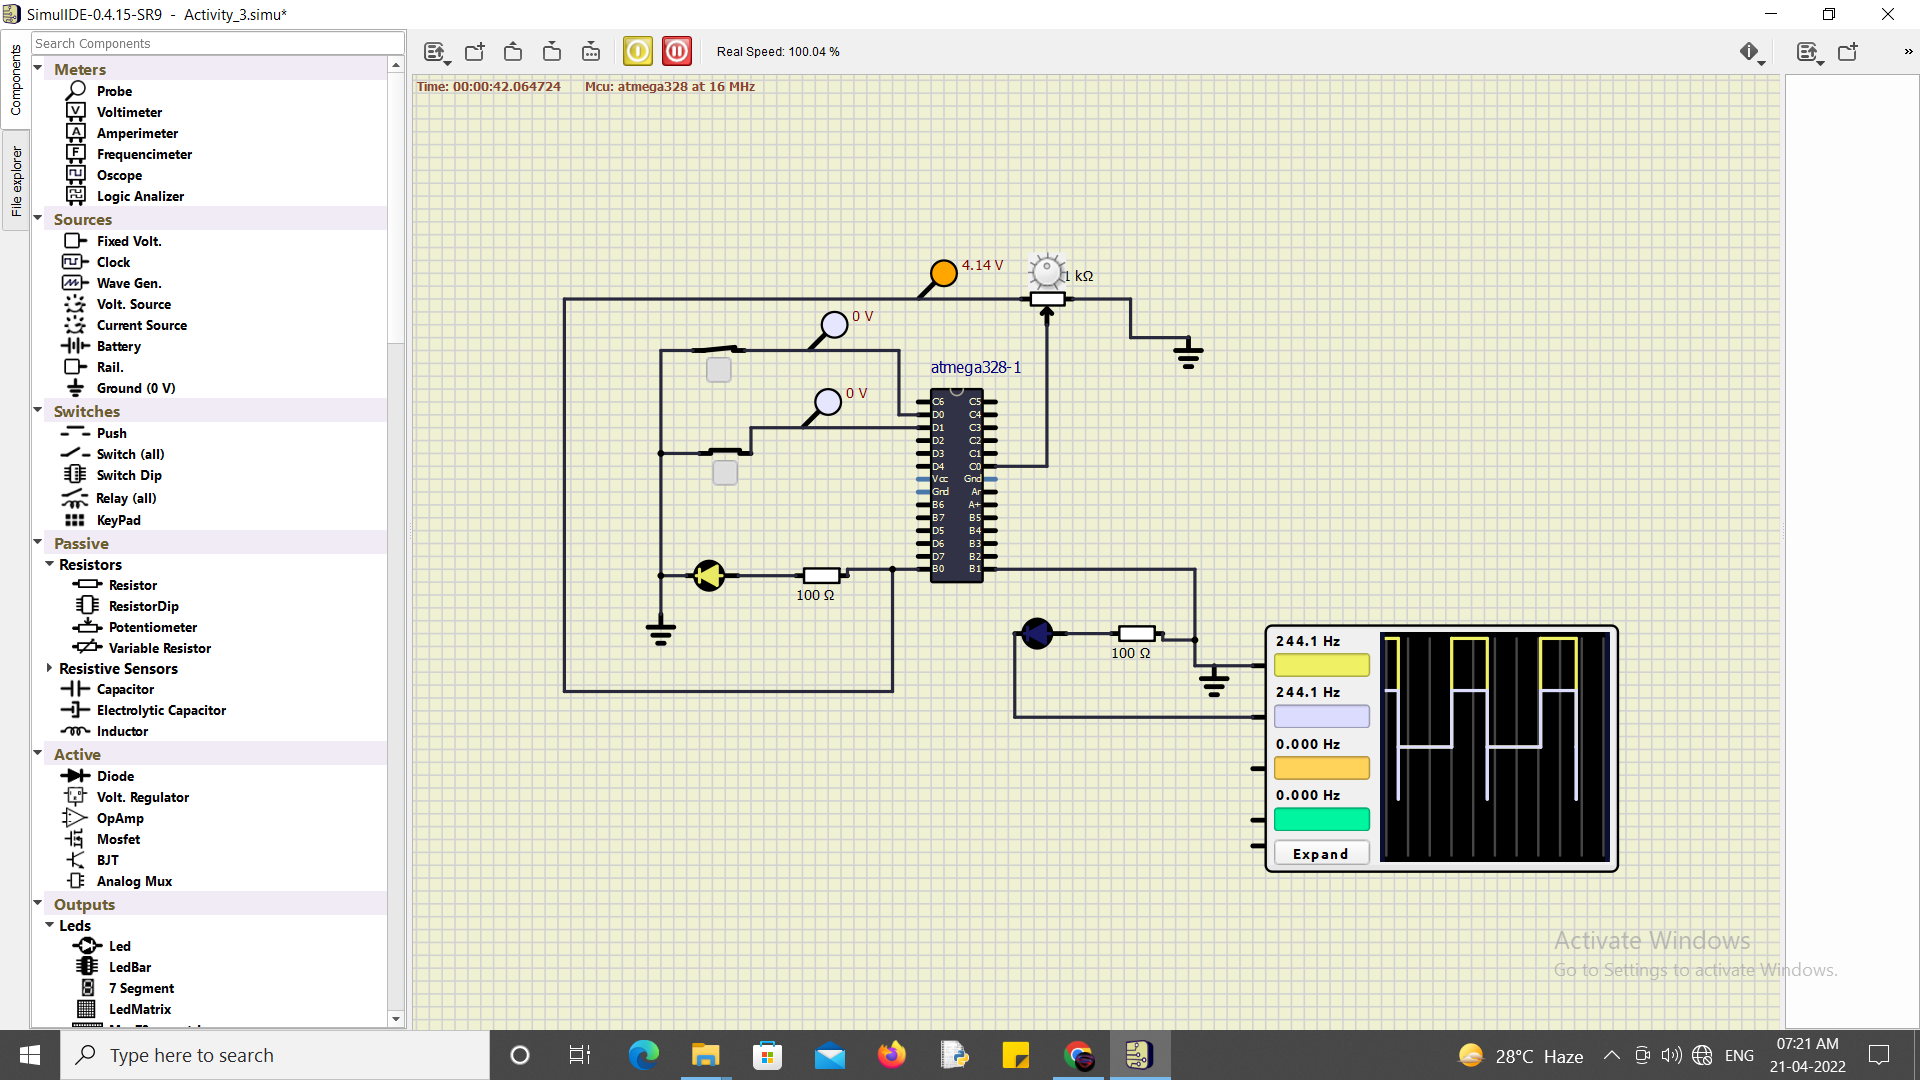 SimulIDE-0.4.15-SR9 - Activity_3.simu*
Components
File explorer
Search Components
Meters
Probe
Voltimeter
Amperimeter
Frequencimeter
Oscope
Logic Analizer
Sources
Fixed Volt.
Clock
Wave Gen.
Volt. Source
Current Source
Battery
Rail.
Ground (0 V)
Switches
Push
Switch (all)
Switch Dip
Relay (all)
KeyPad
Passive
Resistors
Resistor
ResistorDip
Potentiometer
Variable Resistor
Resistive Sensors
Capacitor
Electrolytic Capacitor
Inductor
Active
Diode
Volt. Regulator
OpAmp
Mosfet
BJT
Analog Mux
Outputs
Leds
Led
LedBar
7 Segment
LedMatrix
Real Speed: 100.04 %
»
Time: 00:00:42.064724 Mcu: atmega328 at 16 MHz
4.14 V
1 kΩ
0 V
0 V
atmega328-1
C6 C5
D0 C4
D1 C3
D2 C2
D3 C1
D4 C0
Vcc Gnd
Gnd Ar
B6 A+
B7 B5
D5 B4
D6 B3
D7 B2
B0 B1
100 Ω
100 Ω
244.1 Hz
244.1 Hz
0.000 Hz
0.000 Hz
Expand
Activate Windows
Go to Settings to activate Windows.
Type here to search
28°C Haze
ENG
07:21 AM
21-04-2022